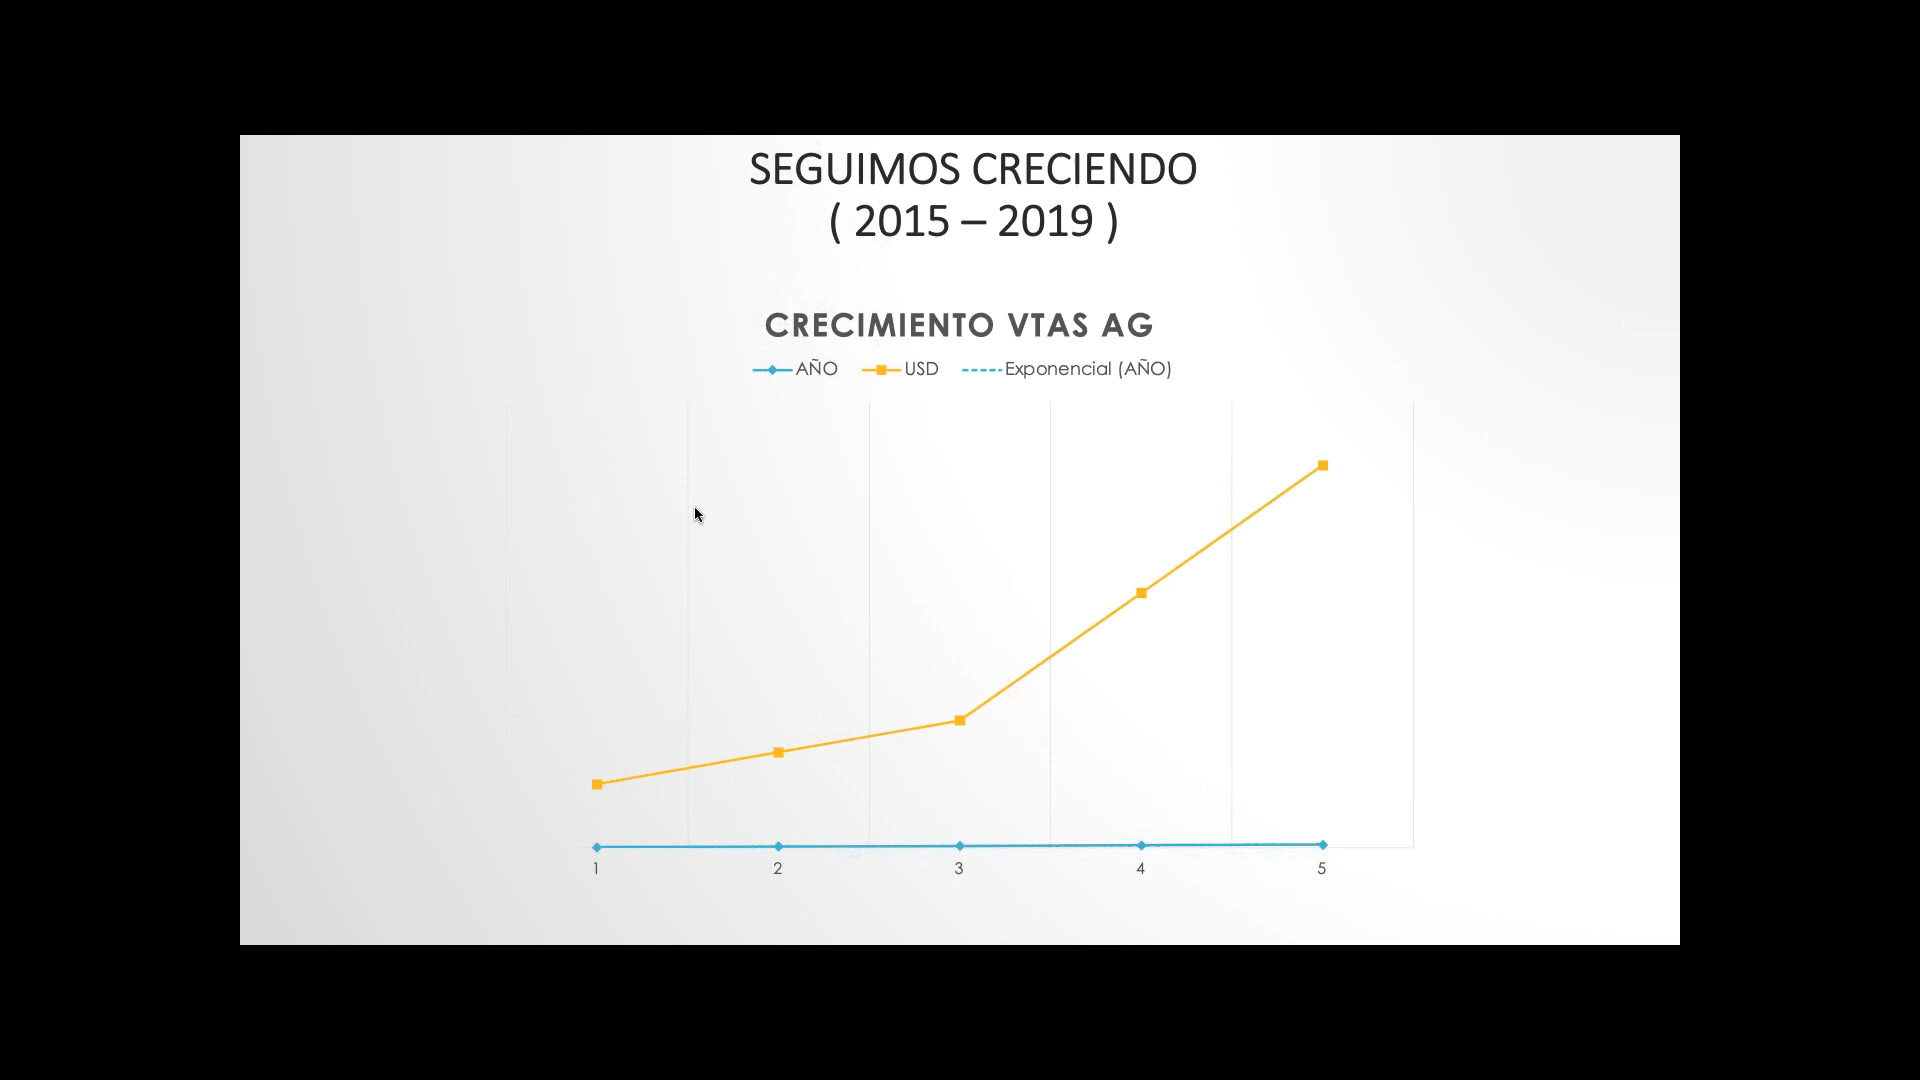 SEGUIMOS CRECIENDO
( 2015 – 2019 )
CRECIMIENTO VTAS AG
AÑO USD Exponencial (AÑO)
1 2 3 4 5